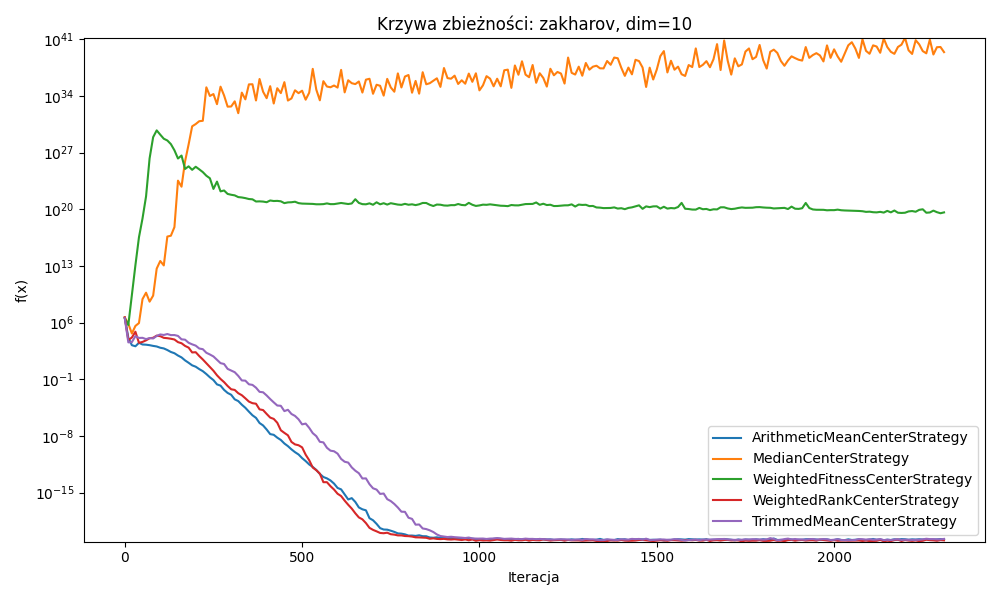 Krzywa zbieżności: zakharov, dim=10
f(x)
10^41
10^34
10^27
10^20
10^13
10^6
10^−1
10^−8
10^−15
0
500
1000
1500
2000
Iteracja
ArithmeticMeanCenterStrategy
MedianCenterStrategy
WeightedFitnessCenterStrategy
WeightedRankCenterStrategy
TrimmedMeanCenterStrategy